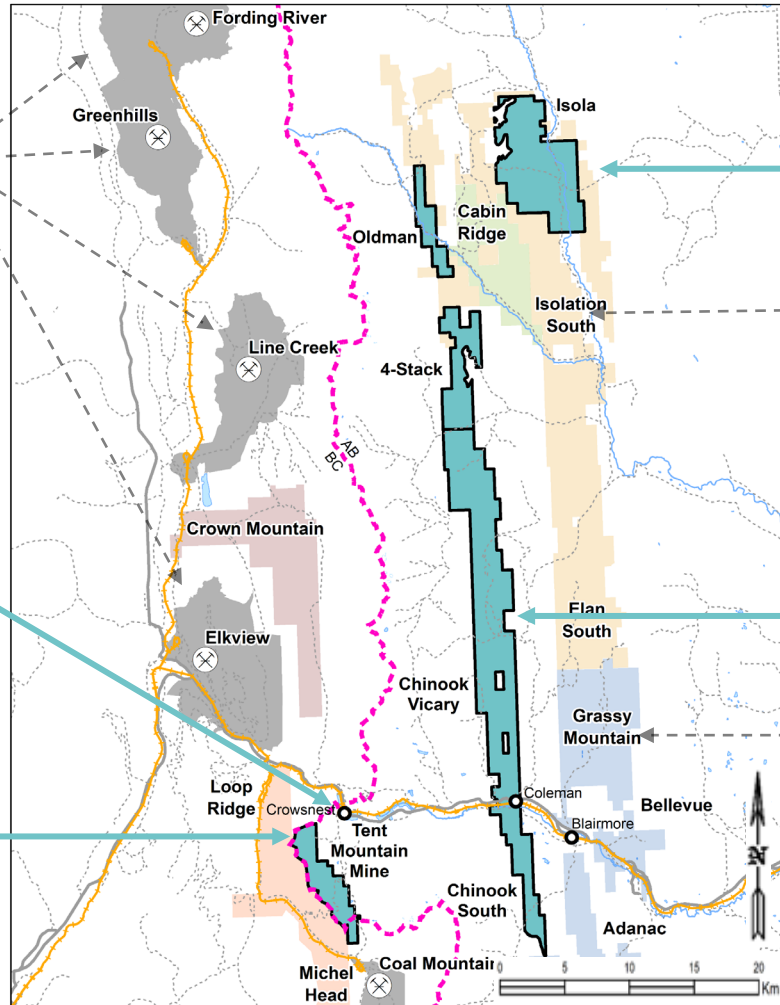 Fording River
Greenhills
Isola
Cabin
Ridge
Oldman
Isolation
South
Line Creek
4-Stack
AB
BC
Crown Mountain
Elan
South
Elkview
Chinook
Vicary
Grassy
Mountain
Loop
Ridge
Crowsnest
Coleman
Bellevue
Blairmore
Tent
Mountain
Mine
N
Chinook
South
Adanac
Michel
Head
Coal Mountain
0 5 10 15 20
Km